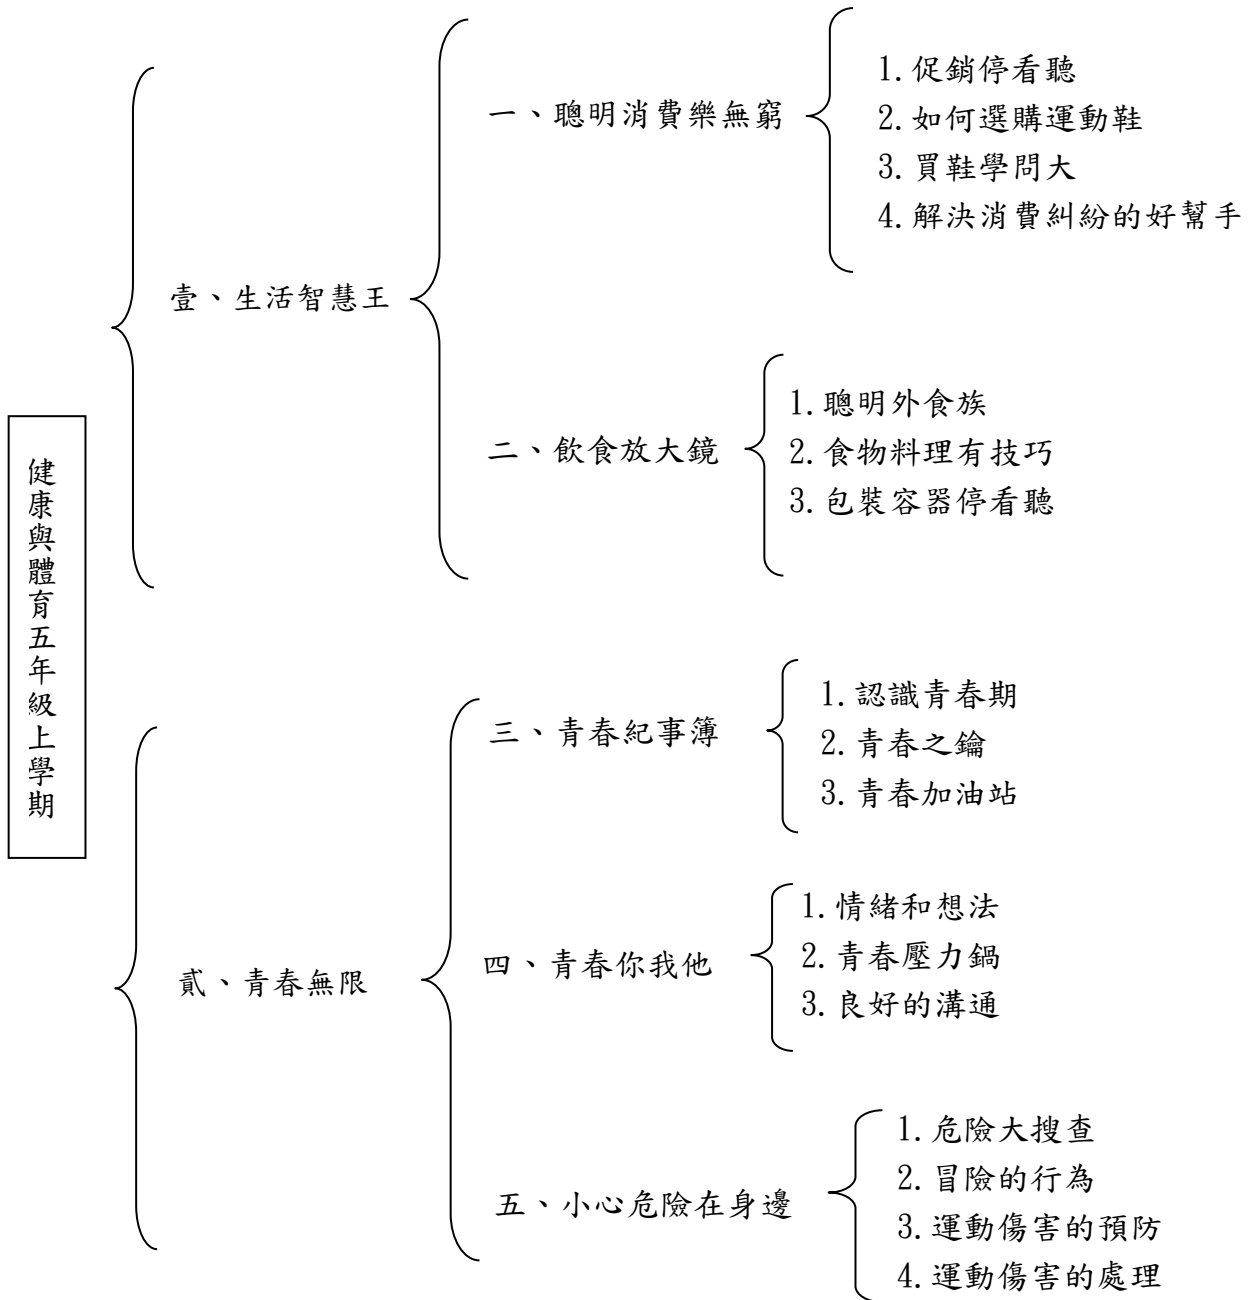 健康與體育五年級上學期
壹、生活智慧王
一、聰明消費樂無窮
1.促銷停看聽
2.如何選購運動鞋
3.買鞋學問大
4.解決消費糾紛的好幫手
二、飲食放大鏡
1.聰明外食族
2.食物料理有技巧
3.包裝容器停看聽
貳、青春無限
三、青春紀事簿
1.認識青春期
2.青春之鑰
3.青春加油站
四、青春你我他
1.情緒和想法
2.青春壓力鍋
3.良好的溝通
五、小心危險在身邊
1.危險大搜查
2.冒險的行為
3.運動傷害的預防
4.運動傷害的處理